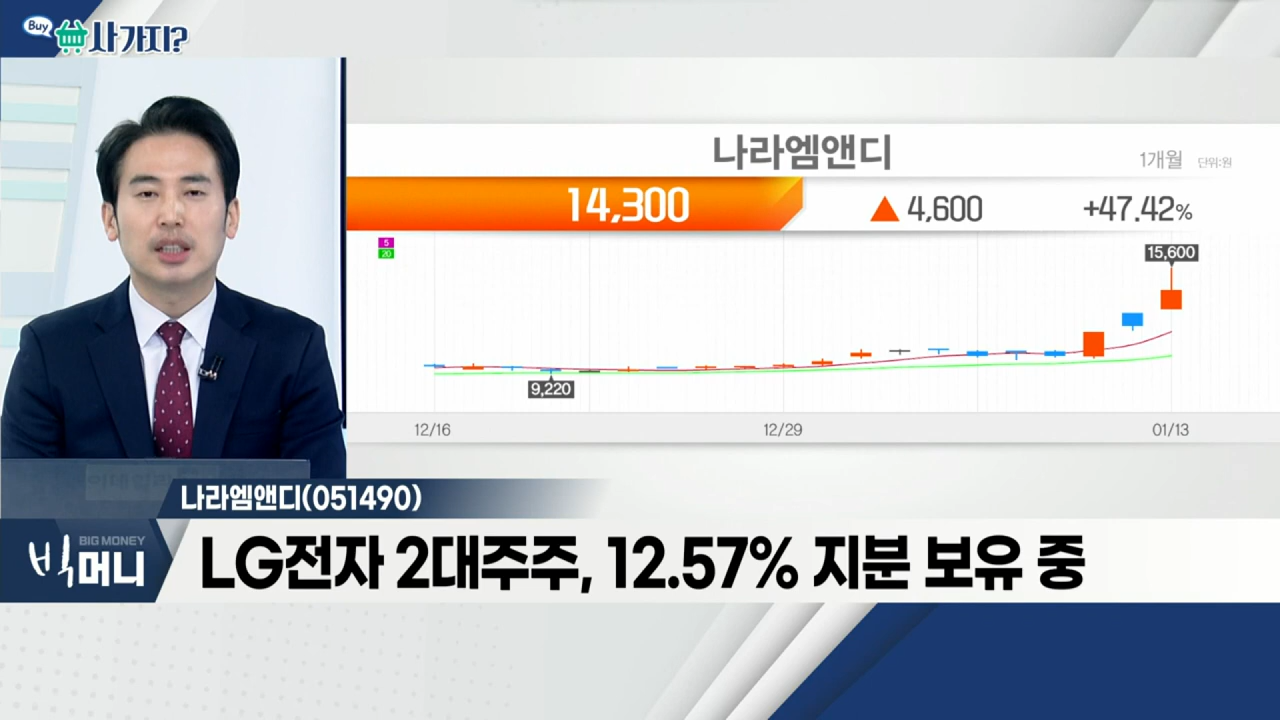 Buy 사 가지?
나라엠앤디
1개월 단위:원
14,300 ▲ 4,600 +47.42%
5
20
15,600
9,220
12/16 12/29 01/13
나라엠앤디(051490)
BIG MONEY
빅머니
LG전자 2대주주, 12.57% 지분 보유 중